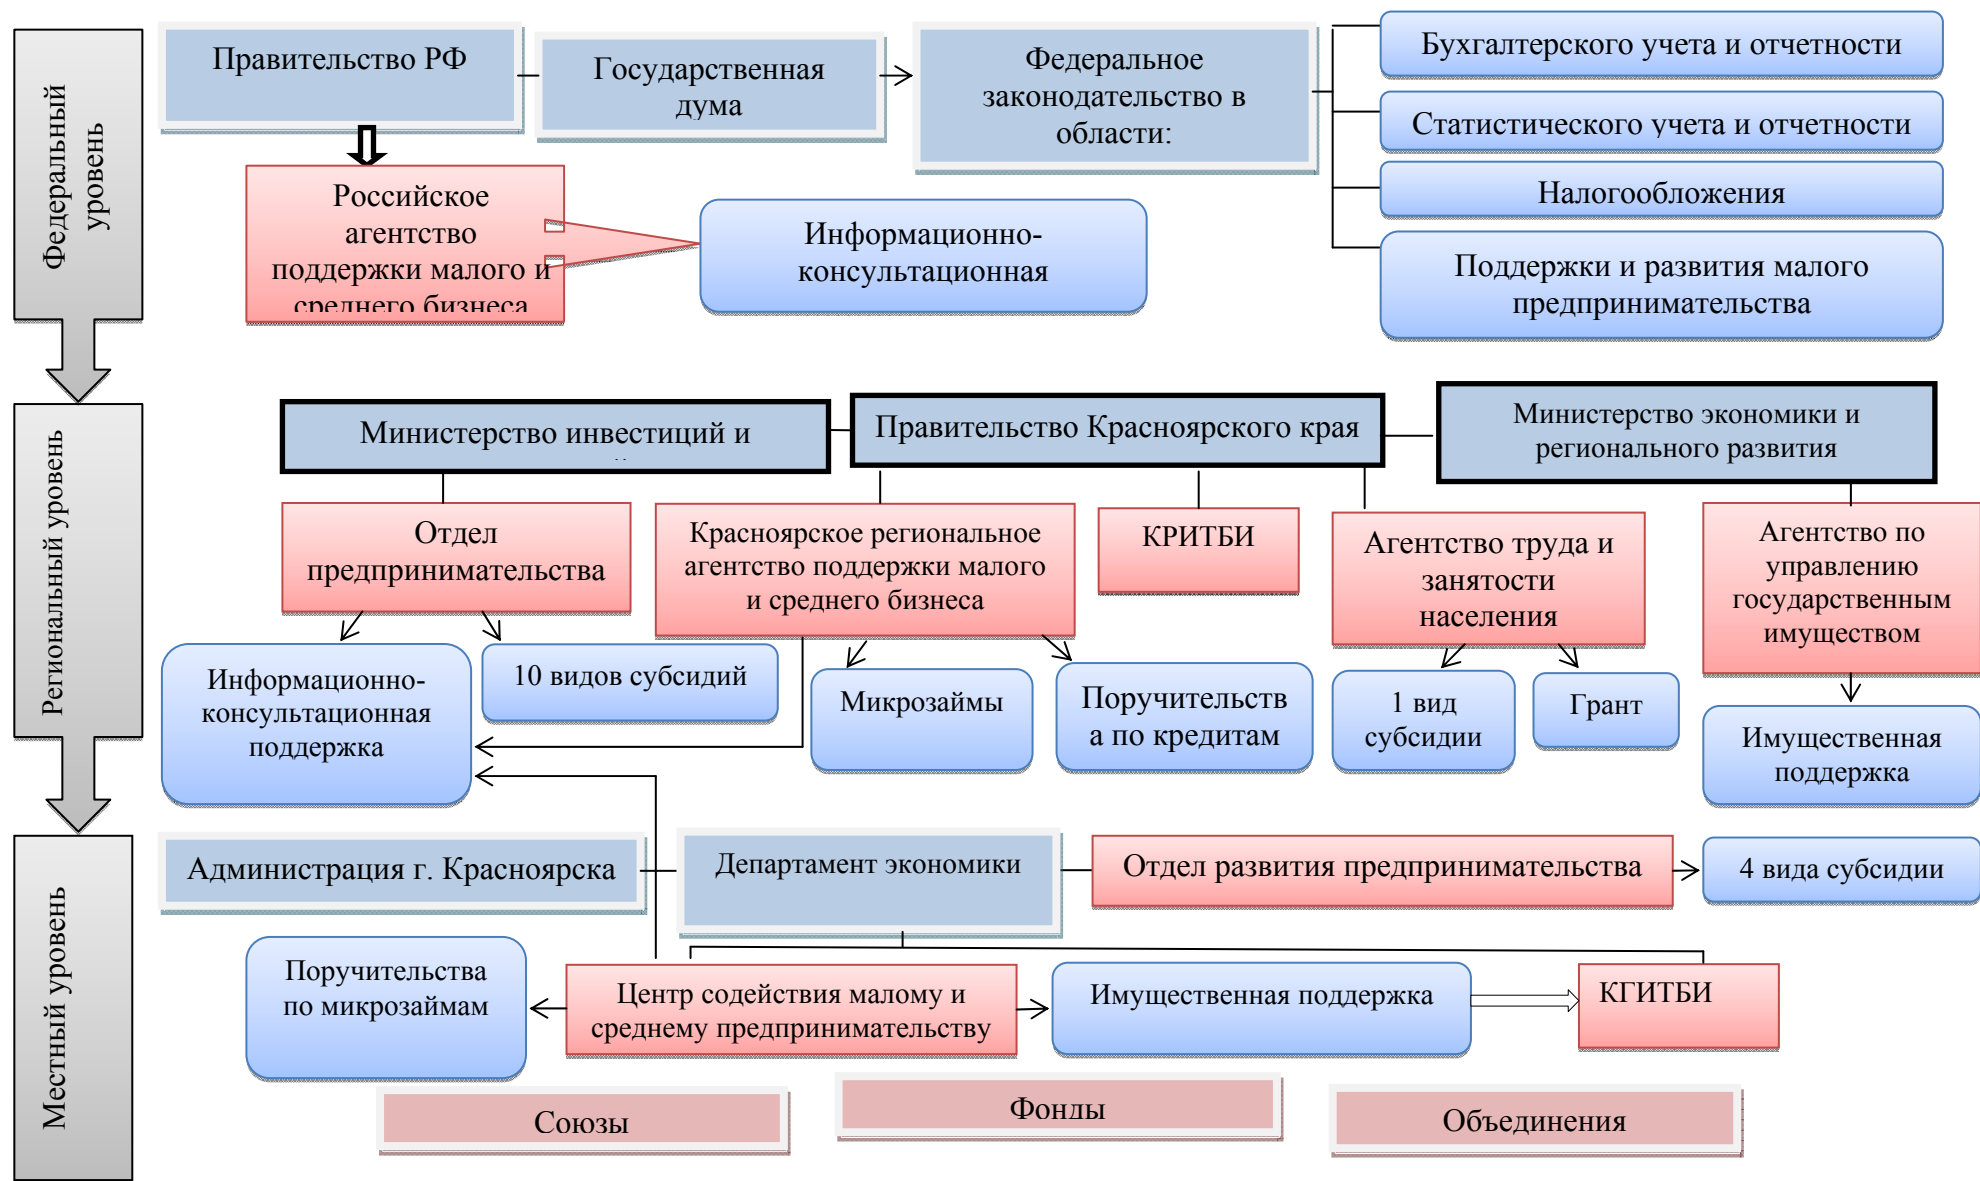 Федеральный
уровень
Правительство РФ
Государственная
дума
Федеральное
законодательство в
области:
Бухгалтерского учета и отчетности
Статистического учета и отчетности
Налогообложения
Поддержки и развития малого
предпринимательства
Российское
агентство
поддержки малого и
среднего бизнеса
Информационно-
консультационная
Региональный уровень
Министерство инвестиций и
Правительство Красноярского края
Министерство экономики и
регионального развития
Отдел
предпринимательства
Красноярское региональное
агентство поддержки малого
и среднего бизнеса
КРИТБИ
Агентство труда и
занятости
населения
Агентство по
управлению
государственным
имуществом
Информационно-
консультационная
поддержка
10 видов субсидий
Микрозаймы
Поручительств
а по кредитам
1 вид
субсидии
Грант
Имущественная
поддержка
Местный уровень
Администрация г. Красноярска
Департамент экономики
Отдел развития предпринимательства
4 вида субсидии
Поручительства
по микрозаймам
Центр содействия малому и
среднему предпринимательству
Имущественная поддержка
КГИТБИ
Союзы
Фонды
Объединения